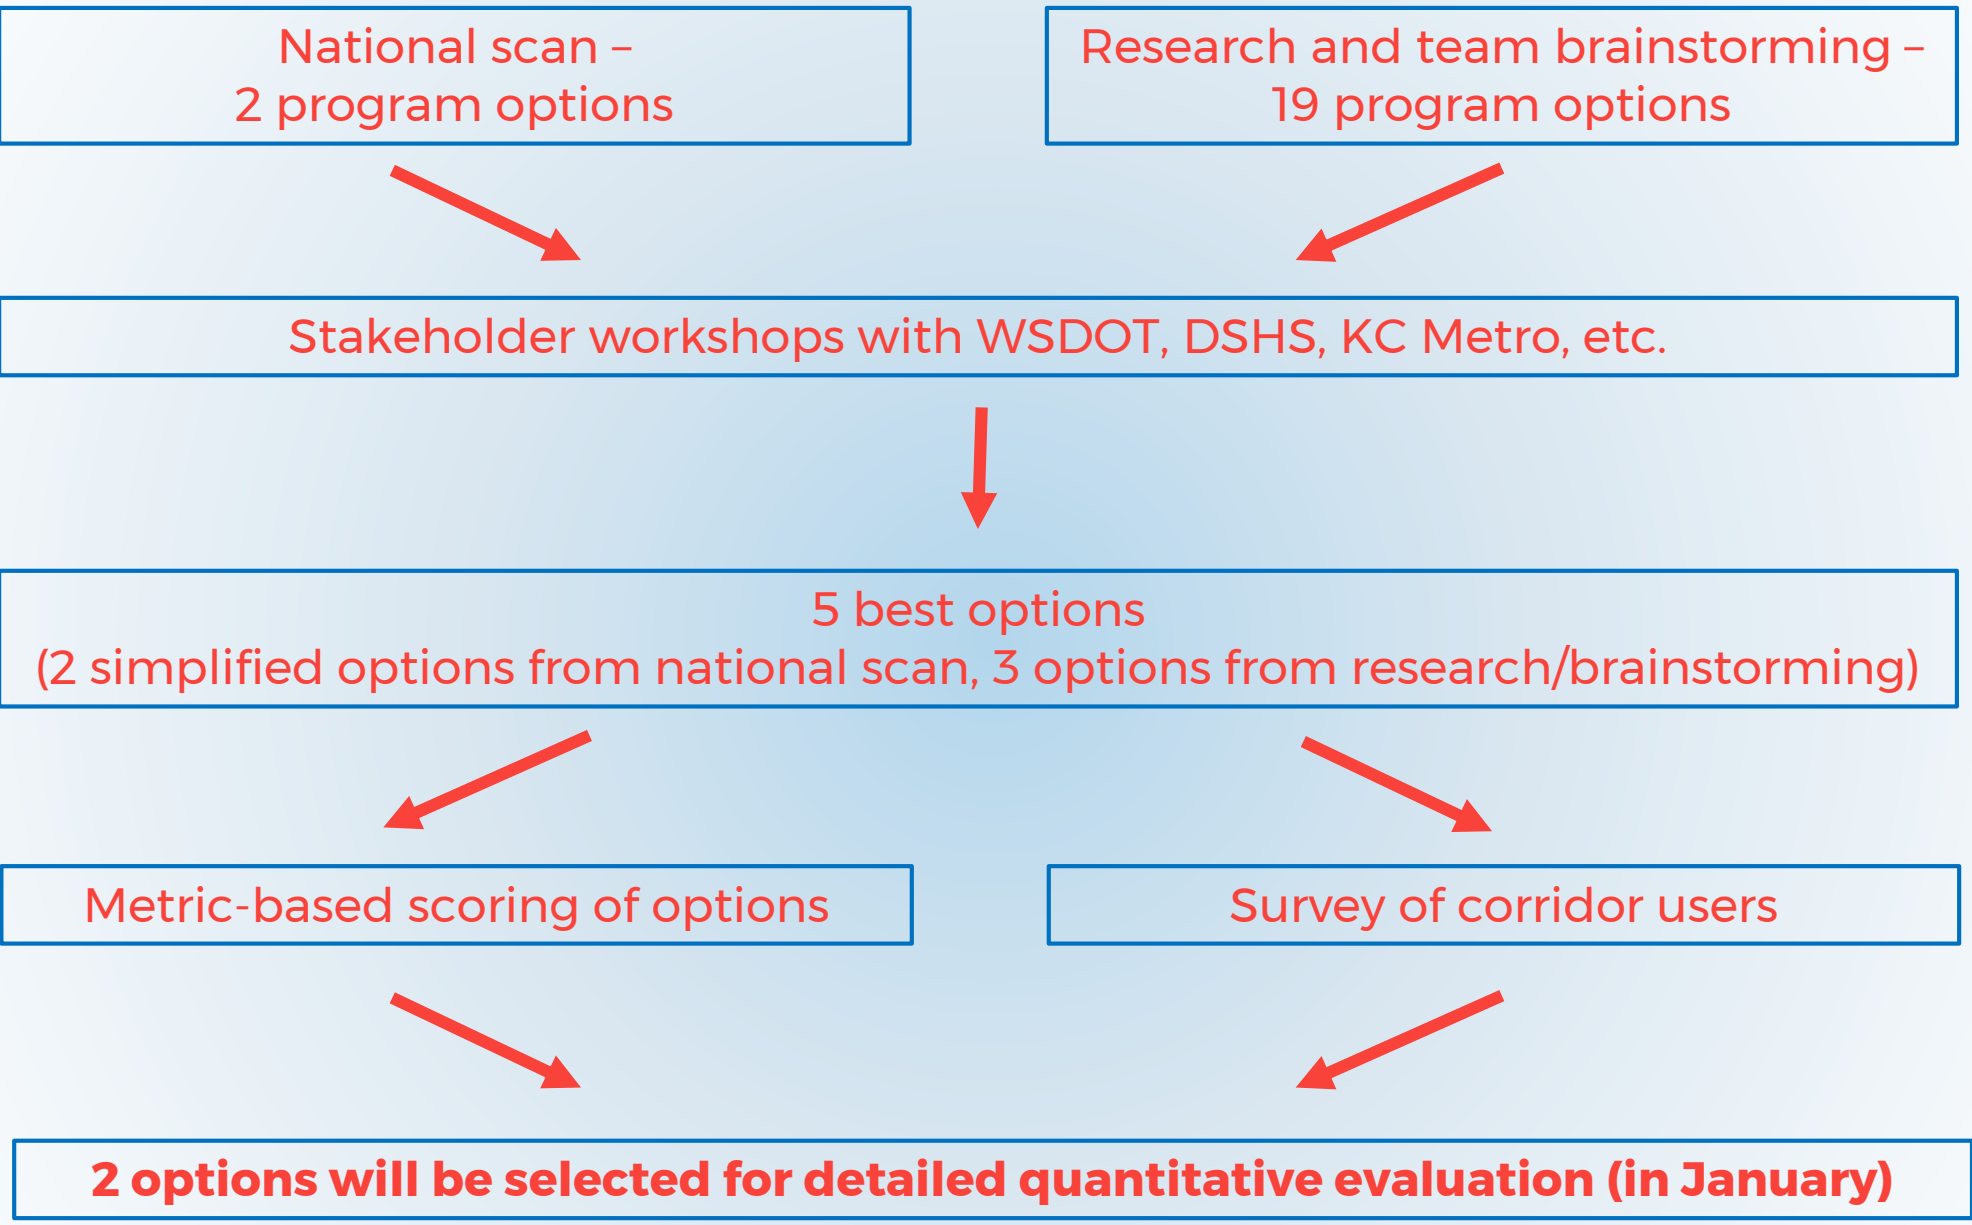 National scan –
2 program options
Research and team brainstorming –
19 program options
Stakeholder workshops with WSDOT, DSHS, KC Metro, etc.
5 best options
(2 simplified options from national scan, 3 options from research/brainstorming)
Metric-based scoring of options
Survey of corridor users
2 options will be selected for detailed quantitative evaluation (in January)